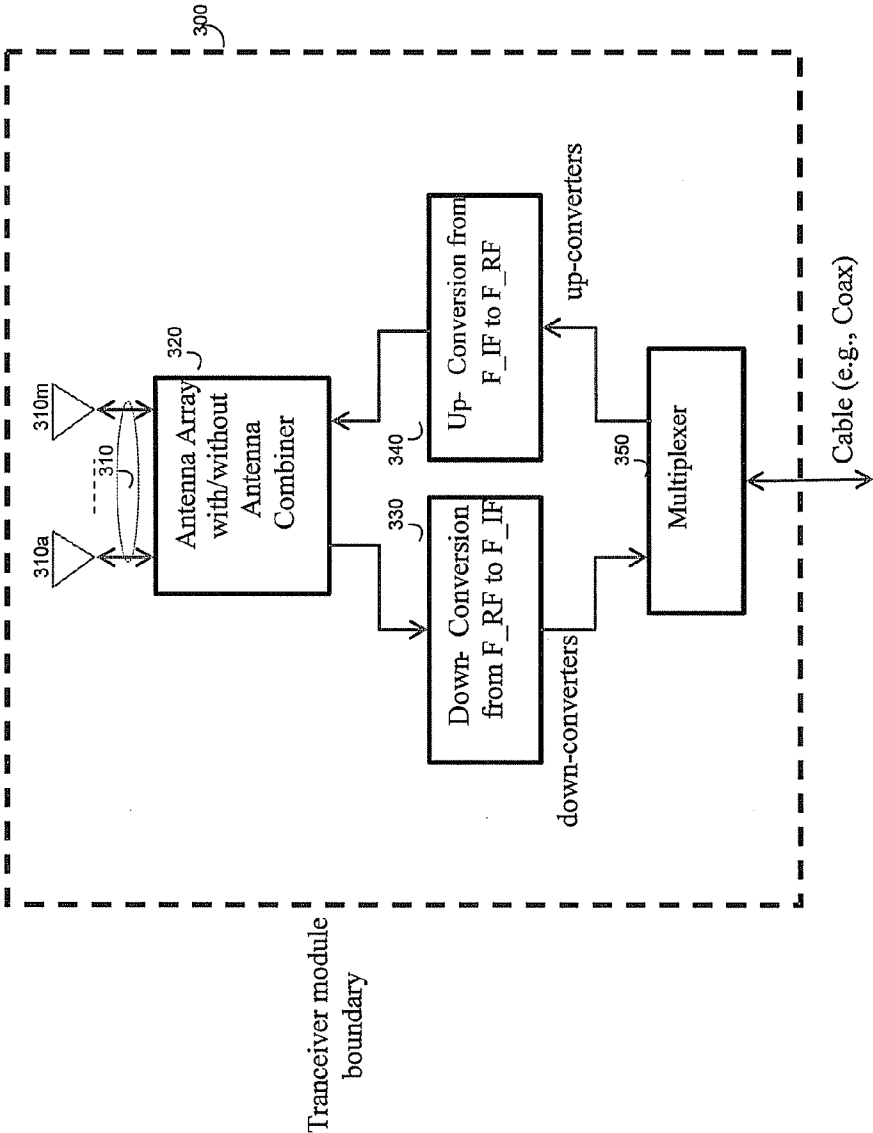 Tranceiver module
boundary
300
310a
310
310m
320
Antenna Array
with/without
Antenna
Combiner
330
Down- Conversion
from F_RF to F_IF
340
Up- Conversion from
F_IF to F_RF
down-converters
up-converters
350
Multiplexer
Cable (e.g., Coax)